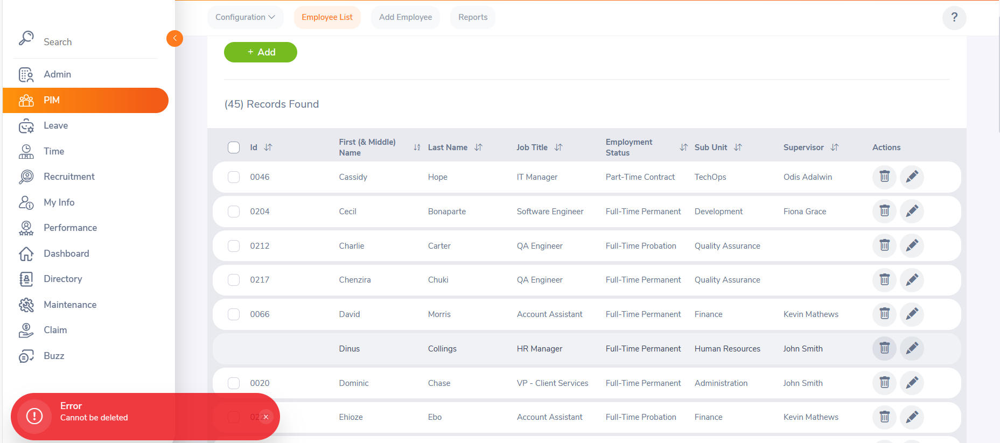 Configuration
Employee List
Add Employee
Reports
?
Search
Admin
PIM
Leave
Time
Recruitment
My Info
Performance
Dashboard
Directory
Maintenance
Claim
Buzz
+ Add
(45) Records Found
Id First (& Middle) Name Last Name Job Title Employment Status Sub Unit Supervisor Actions
0046 Cassidy Hope IT Manager Part-Time Contract TechOps Odis Adalwin
0204 Cecil Bonaparte Software Engineer Full-Time Permanent Development Fiona Grace
0212 Charlie Carter QA Engineer Full-Time Probation Quality Assurance
0217 Chenzira Chuki QA Engineer Full-Time Permanent Quality Assurance
0066 David Morris Account Assistant Full-Time Permanent Finance Kevin Mathews
Dinus Collings HR Manager Full-Time Permanent Human Resources John Smith
0020 Dominic Chase VP - Client Services Full-Time Permanent Administration John Smith
Ehioze Ebo Account Assistant Full-Time Probation Finance Kevin Mathews
Error
Cannot be deleted